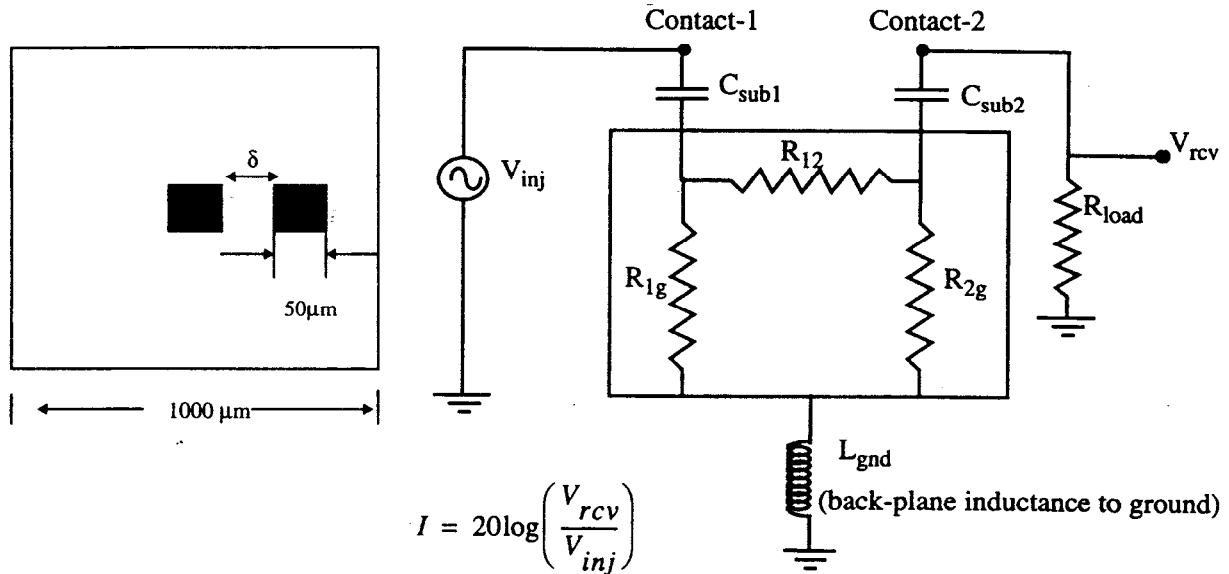 δ
50μm
1000 μm
Contact-1
Contact-2
C_sub1
C_sub2
V_inj
R_12
R_1g
R_2g
V_rcv
R_load
L_gnd
(back-plane inductance to ground)
I = 20log(V_rcv / V_inj)